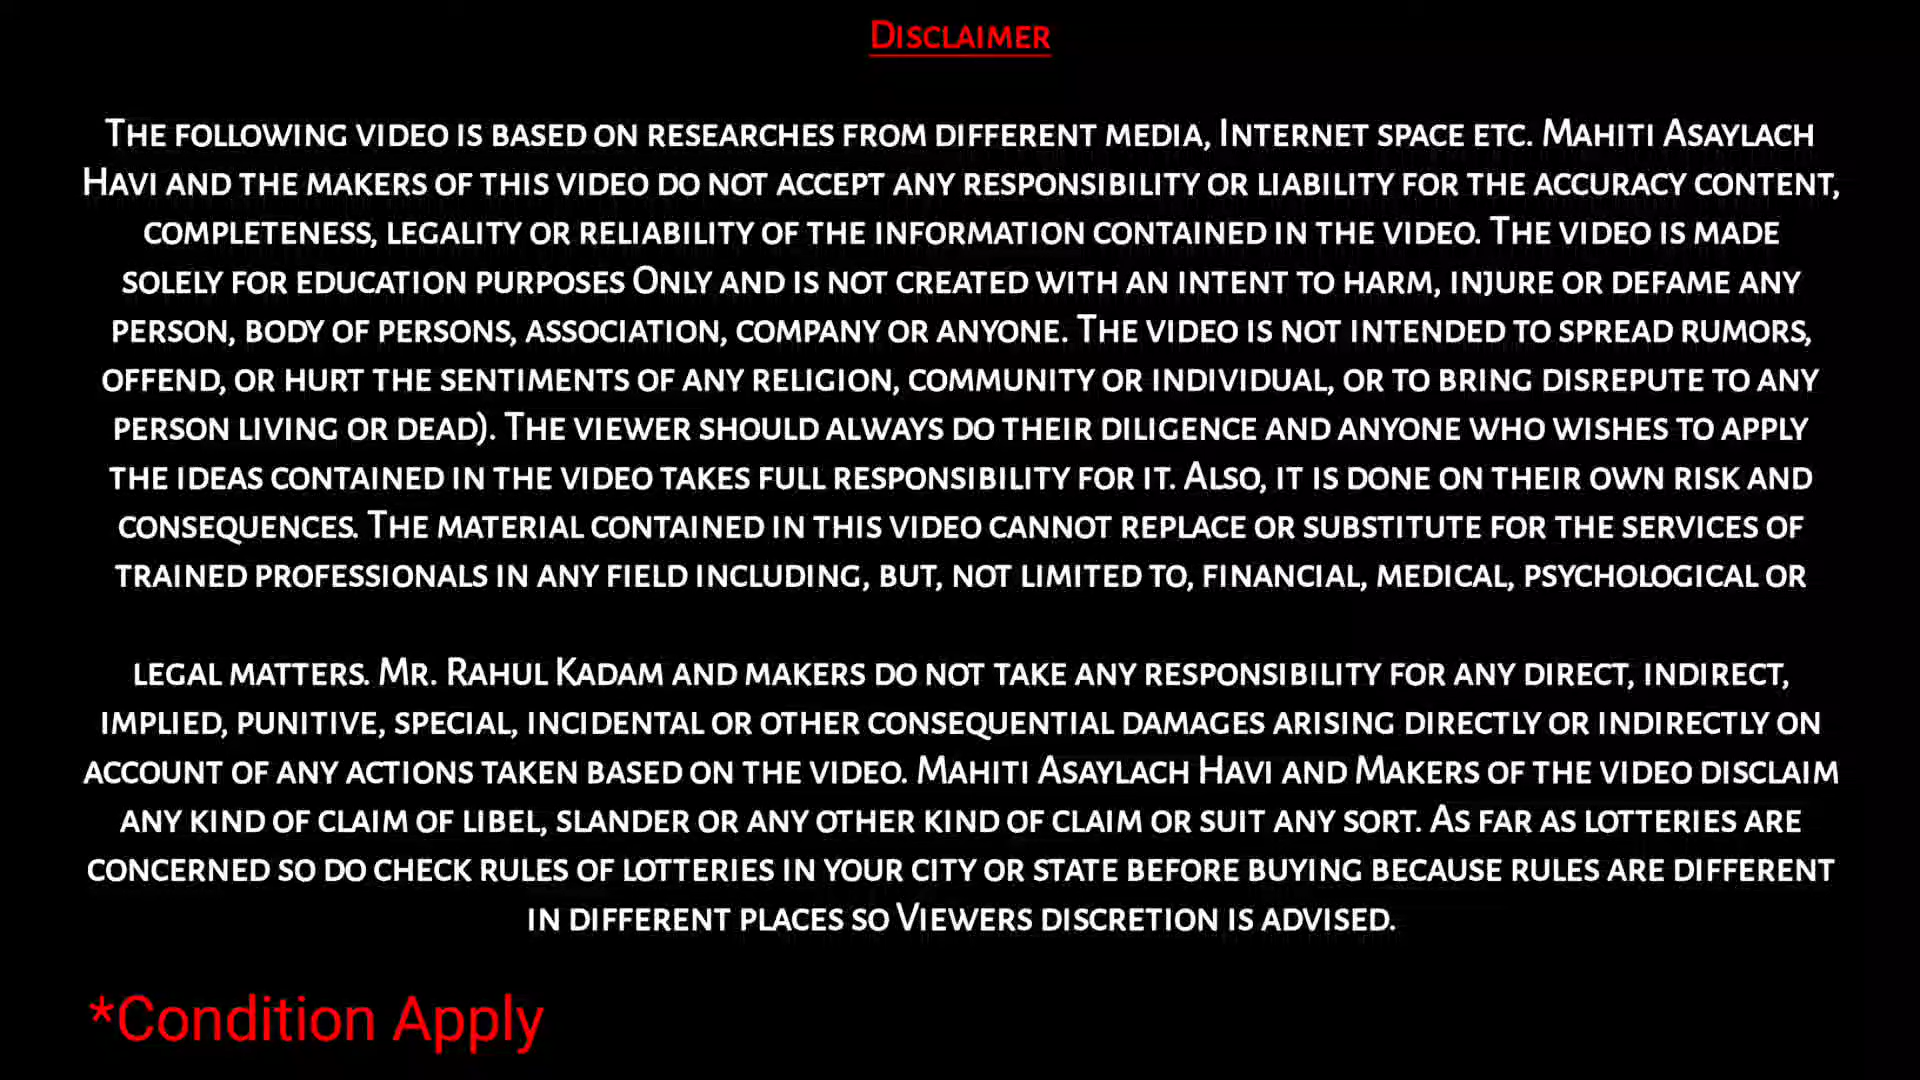 Disclaimer
The following video is based on researches from different media, Internet space etc. Mahiti Asaylach
Havi and the makers of this video do not accept any responsibility or liability for the accuracy content,
completeness, legality or reliability of the information contained in the video. The video is made
solely for education purposes Only and is not created with an intent to harm, injure or defame any
person, body of persons, association, company or anyone. The video is not intended to spread rumors,
offend, or hurt the sentiments of any religion, community or individual, or to bring disrepute to any
person living or dead). The viewer should always do their diligence and anyone who wishes to apply
the ideas contained in the video takes full responsibility for it. Also, it is done on their own risk and
consequences. The material contained in this video cannot replace or substitute for the services of
trained professionals in any field including, but, not limited to, financial, medical, psychological or
legal matters. Mr. Rahul Kadam and makers do not take any responsibility for any direct, indirect,
implied, punitive, special, incidental or other consequential damages arising directly or indirectly on
account of any actions taken based on the video. Mahiti Asaylach Havi and Makers of the video disclaim
any kind of claim of libel, slander or any other kind of claim or suit any sort. As far as lotteries are
concerned so do check rules of lotteries in your city or state before buying because rules are different
in different places so Viewers discretion is advised.
*Condition Apply